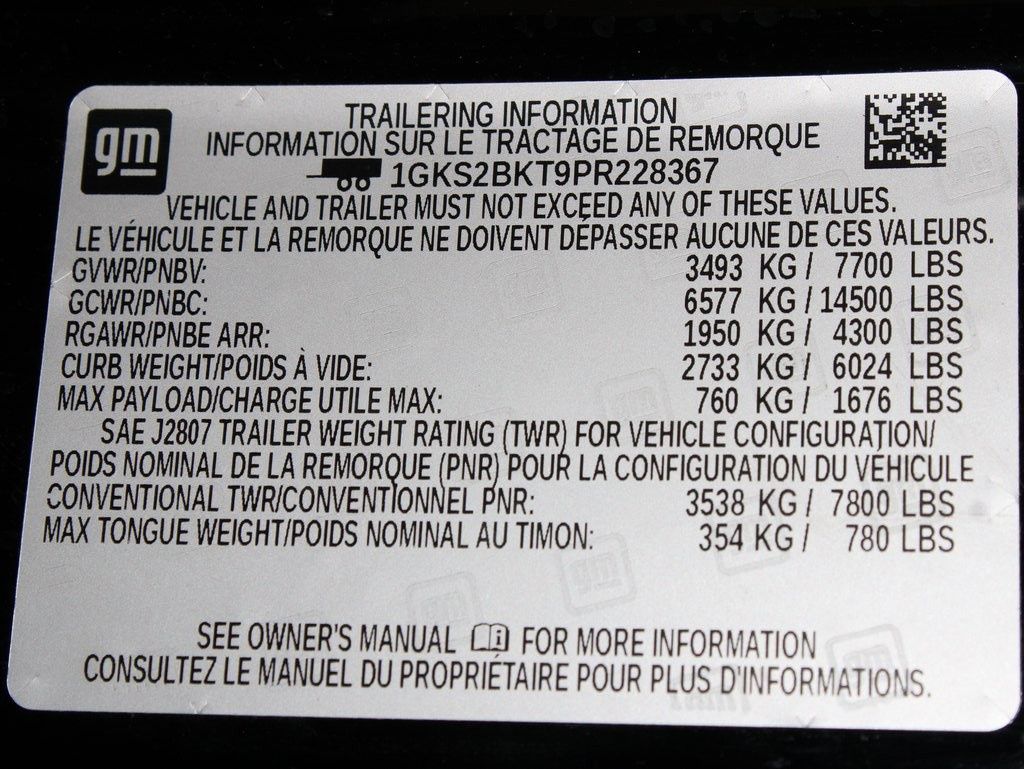 gm
TRAILERING INFORMATION
INFORMATION SUR LE TRACTAGE DE REMORQUE
1GKS2BKT9PR228367
VEHICLE AND TRAILER MUST NOT EXCEED ANY OF THESE VALUES.
LE VÉHICULE ET LA REMORQUE NE DOIVENT DÉPASSER AUCUNE DE CES VALEURS.
GVWR/PNBV: 3493 KG / 7700 LBS
GCWR/PNBC: 6577 KG / 14500 LBS
RGAWR/PNBE ARR: 1950 KG / 4300 LBS
CURB WEIGHT/POIDS À VIDE: 2733 KG / 6024 LBS
MAX PAYLOAD/CHARGE UTILE MAX: 760 KG / 1676 LBS
SAE J2807 TRAILER WEIGHT RATING (TWR) FOR VEHICLE CONFIGURATION/
POIDS NOMINAL DE LA REMORQUE (PNR) POUR LA CONFIGURATION DU VÉHICULE
CONVENTIONAL TWR/CONVENTIONNEL PNR: 3538 KG / 7800 LBS
MAX TONGUE WEIGHT/POIDS NOMINAL AU TIMON: 354 KG / 780 LBS
SEE OWNER'S MANUAL FOR MORE INFORMATION
CONSULTEZ LE MANUEL DU PROPRIÉTAIRE POUR PLUS D'INFORMATIONS.